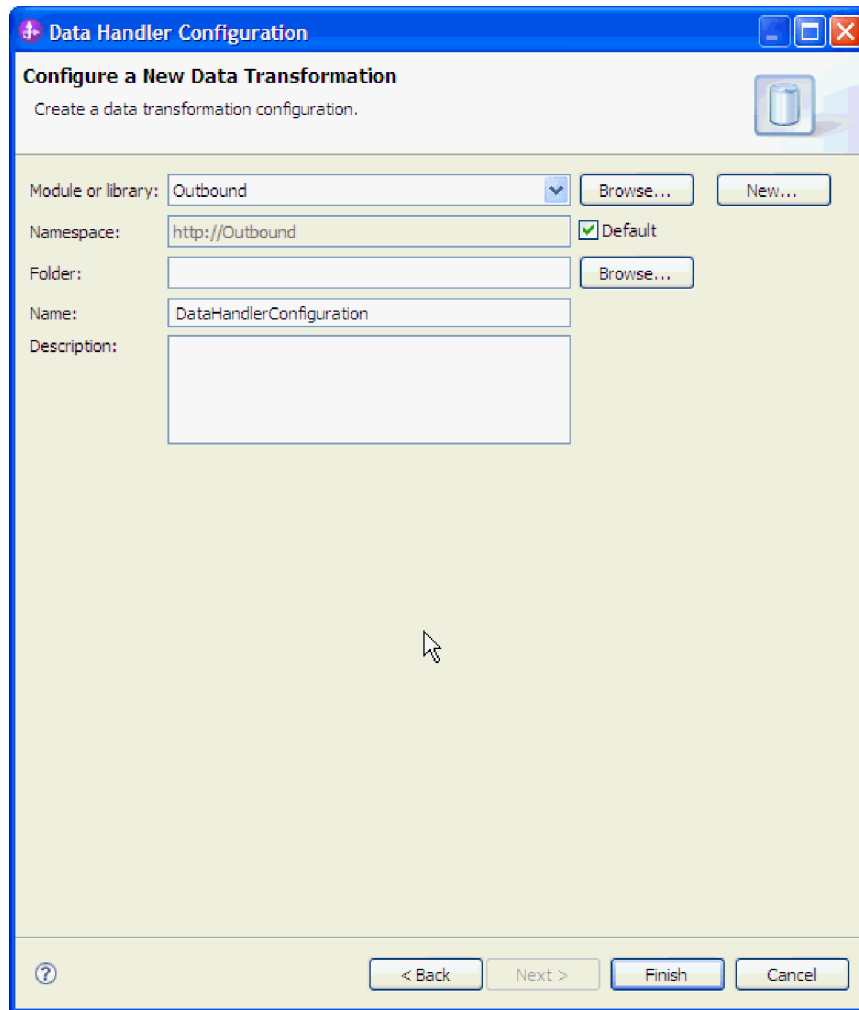 Data Handler Configuration
Configure a New Data Transformation
Create a data transformation configuration.
Module or library: Outbound Browse... New...
Namespace: http://Outbound Default
Folder: Browse...
Name: DataHandlerConfiguration
Description:
? < Back Next > Finish Cancel